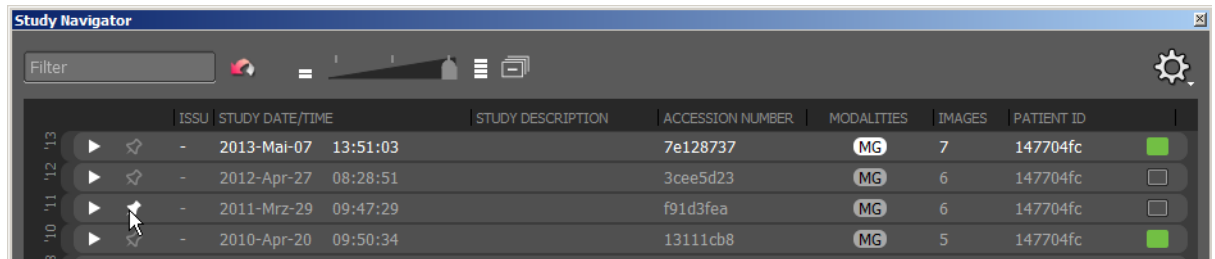 Study Navigator
Filter
ISSU STUDY DATE/TIME STUDY DESCRIPTION ACCESSION NUMBER MODALITIES IMAGES PATIENT ID
'13 - 2013-Mai-07 13:51:03 7e128737 MG 7 147704fc
'12 - 2012-Apr-27 08:28:51 3cee5d23 MG 6 147704fc
'11 - 2011-Mrz-29 09:47:29 f91d3fea MG 6 147704fc
'10 - 2010-Apr-20 09:50:34 13111cb8 MG 5 147704fc